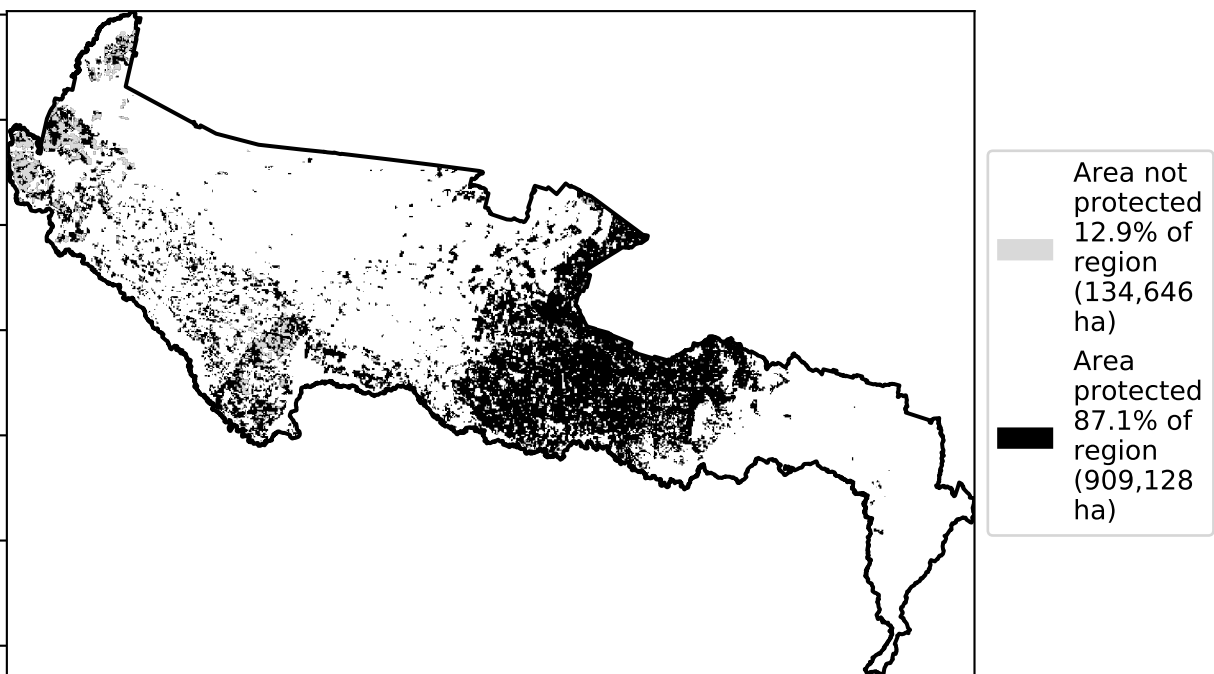 Area not
protected
12.9% of
region
(134,646
ha)
Area
protected
87.1% of
region
(909,128
ha)